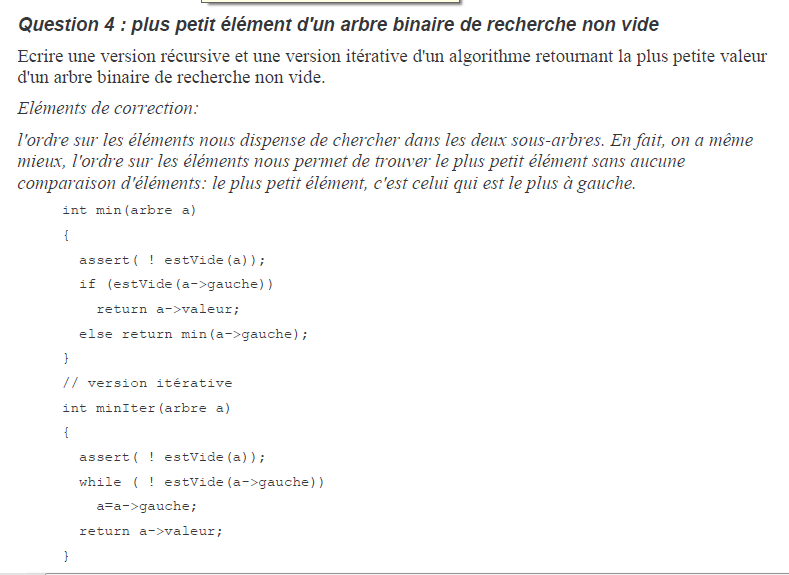 Question 4 : plus petit élément d'un arbre binaire de recherche non vide
Ecrire une version récursive et une version itérative d'un algorithme retournant la plus petite valeur
d'un arbre binaire de recherche non vide.
Eléments de correction:
l'ordre sur les éléments nous dispense de chercher dans les deux sous-arbres. En fait, on a même
mieux, l'ordre sur les éléments nous permet de trouver le plus petit élément sans aucune
comparaison d'éléments: le plus petit élément, c'est celui qui est le plus à gauche.
int min(arbre a)
{
assert( ! estVide(a));
if (estVide(a->gauche))
return a->valeur;
else return min(a->gauche);
}
// version itérative
int minIter(arbre a)
{
assert( ! estVide(a));
while ( ! estVide(a->gauche))
a=a->gauche;
return a->valeur;
}